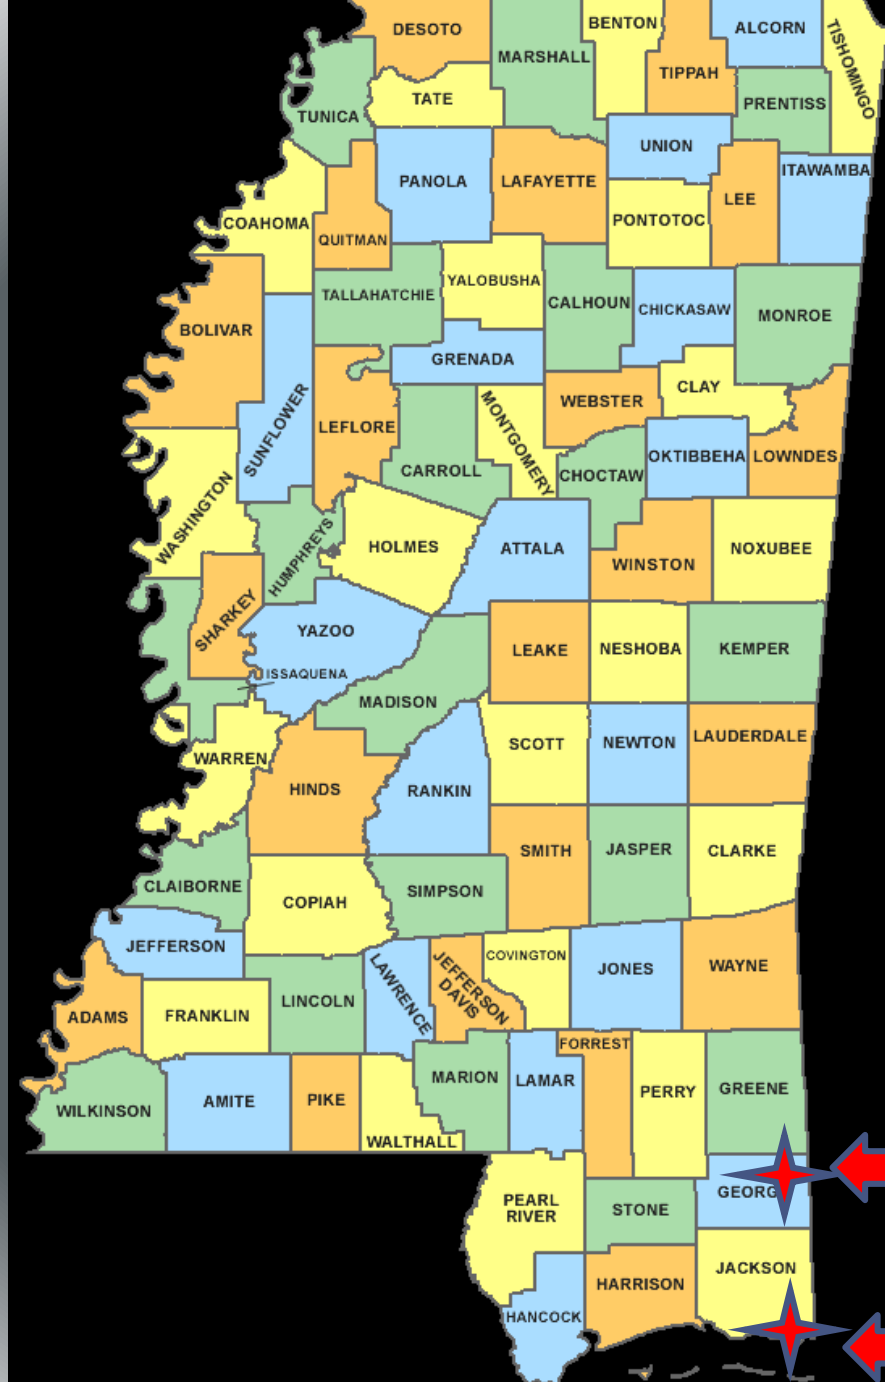 DESOTO
BENTON
ALCORN
TISHOMINGO
MARSHALL
TIPPAH
TATE
PRENTISS
TUNICA
UNION
PANOLA
LAFAYETTE
ITAWAMBA
LEE
COAHOMA
PONTOTOC
QUITMAN
YALOBUSHA
TALLAHATCHIE
CALHOUN
CHICKASAW
MONROE
BOLIVAR
GRENADA
CLAY
WEBSTER
SUNFLOWER
LEFLORE
MONTGOMERY
OKTIBBEHA
LOWNDES
CARROLL
CHOCTAW
WASHINGTON
HUMPHREYS
HOLMES
ATTALA
NOXUBEE
WINSTON
SHARKEY
YAZOO
LEAKE
NESHOBA
KEMPER
ISSAQUENA
MADISON
LAUDERDALE
SCOTT
NEWTON
WARREN
HINDS
RANKIN
SMITH
JASPER
CLARKE
CLAIBORNE
SIMPSON
COPIAH
JEFFERSON
COVINGTON
JONES
WAYNE
LAWRENCE
JEFFERSON
DAVIS
LINCOLN
ADAMS
FRANKLIN
FORREST
MARION
LAMAR
PERRY
GREENE
WILKINSON
AMITE
PIKE
WALTHALL
GEORG
PEARL
RIVER
STONE
JACKSON
HARRISON
HANCOCK